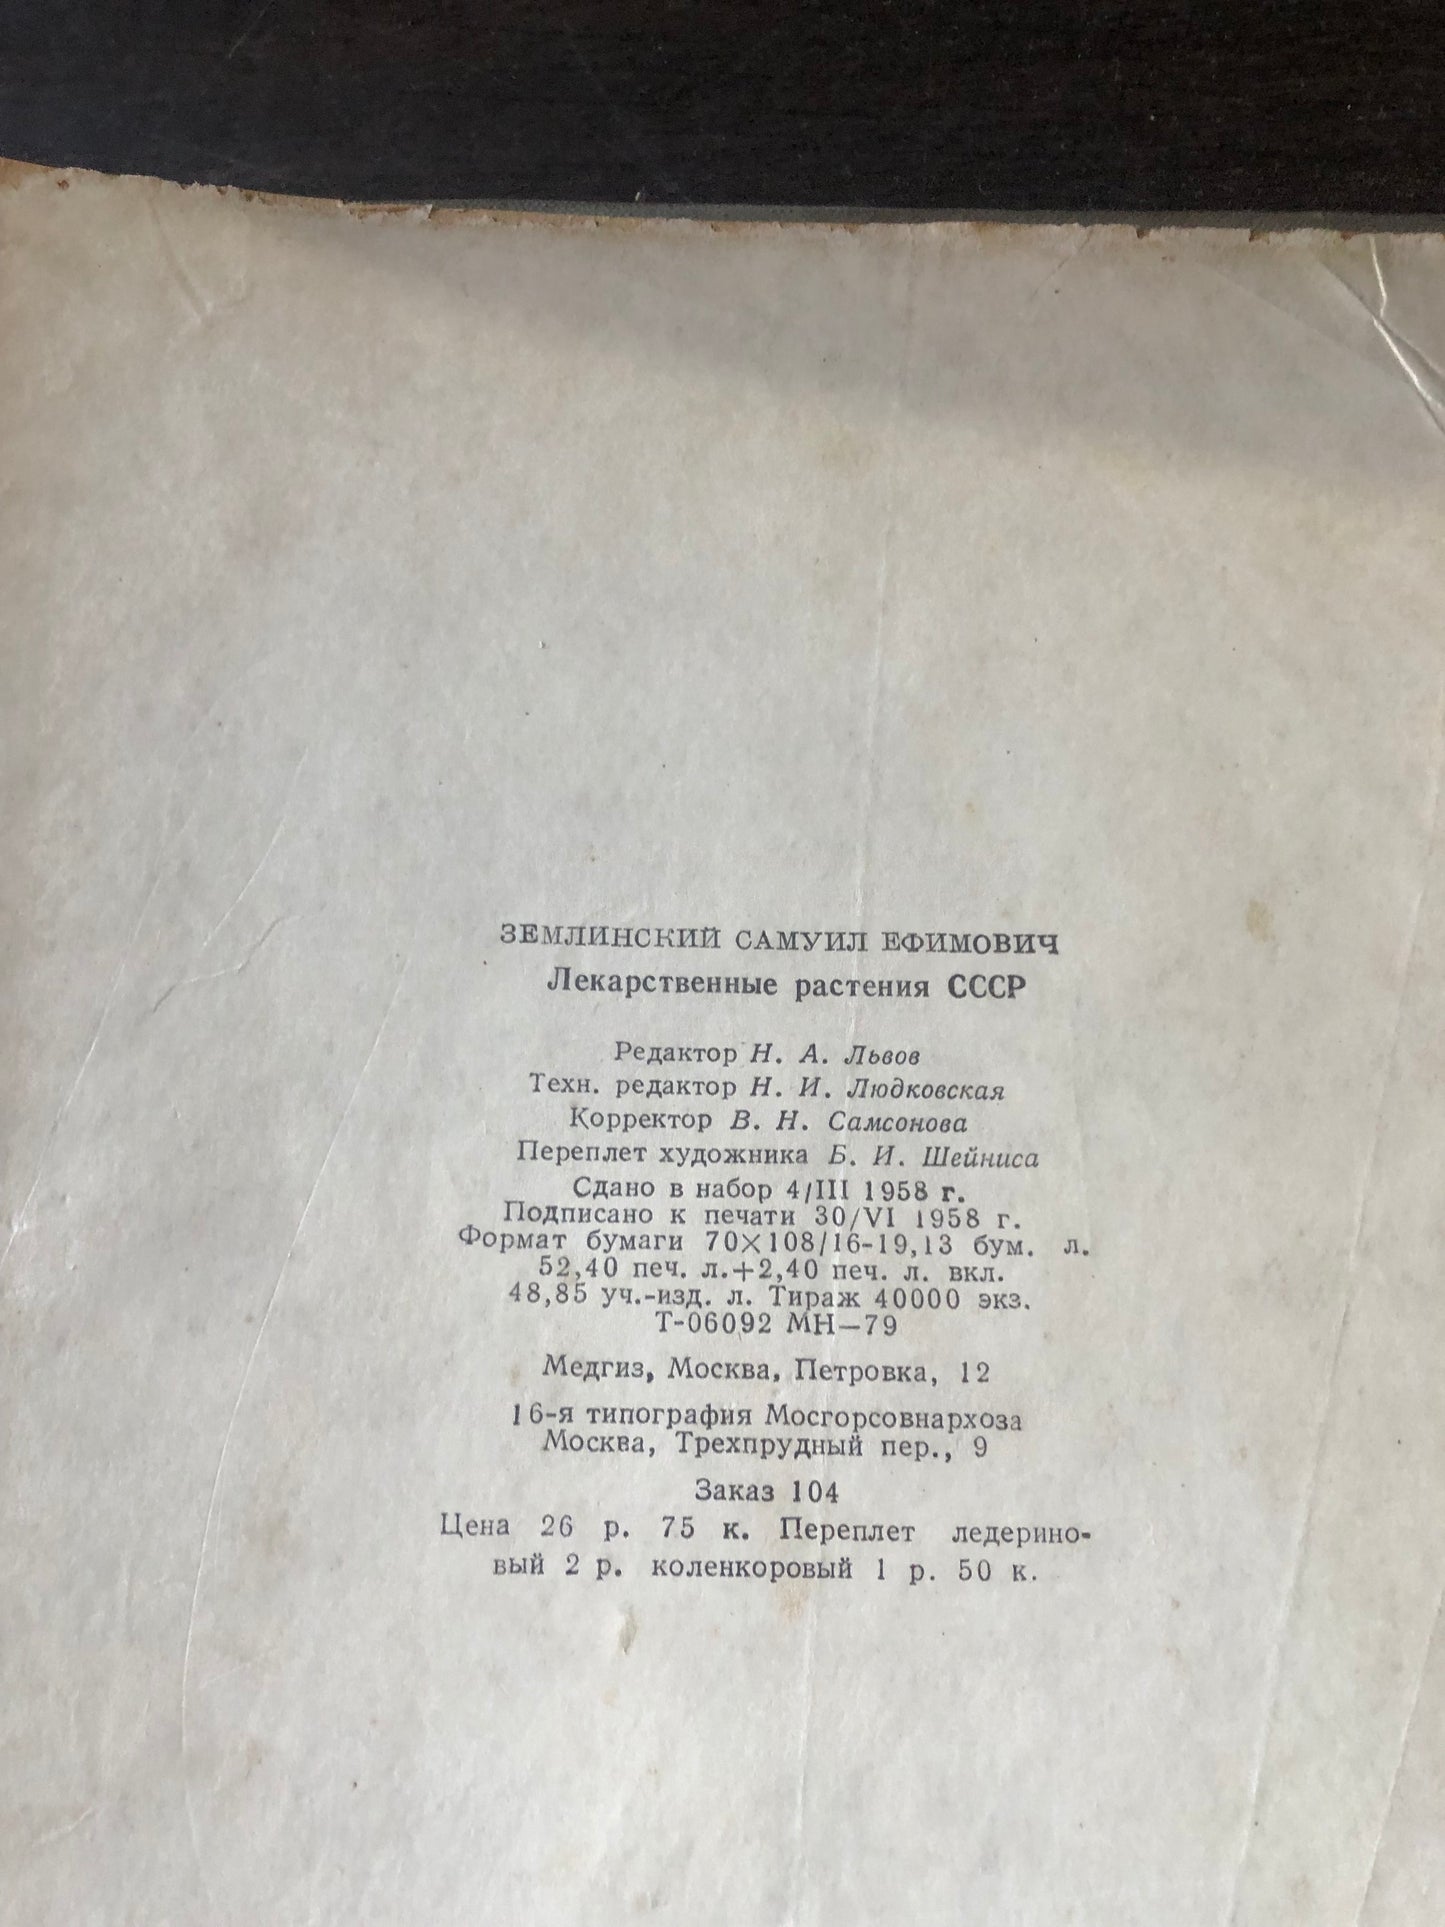 ЗЕМЛИНСКИЙ САМУИЛ ЕФИМОВИЧ
Лекарственные растения СССР
Редактор Н. А. Львов
Техн. редактор Н. И. Людковская
Корректор В. Н. Самсонова
Переплет художника Б. И. Шейниса
Сдано в набор 4/III 1958 г.
Подписано к печати 30/VI 1958 г.
Формат бумаги 70×108/16-19,13 бум. л.
52,40 печ. л.+2,40 печ. л. вкл.
48,85 уч.-изд. л. Тираж 40000 экз.
Т-06092 МН—79
Медгиз, Москва, Петровка, 12
16-я типография Мосгорсовнархоза
Москва, Трехпрудный пер., 9
Заказ 104
Цена 26 р. 75 к. Переплет ледерино-
вый 2 р. коленкоровый 1 р. 50 к.